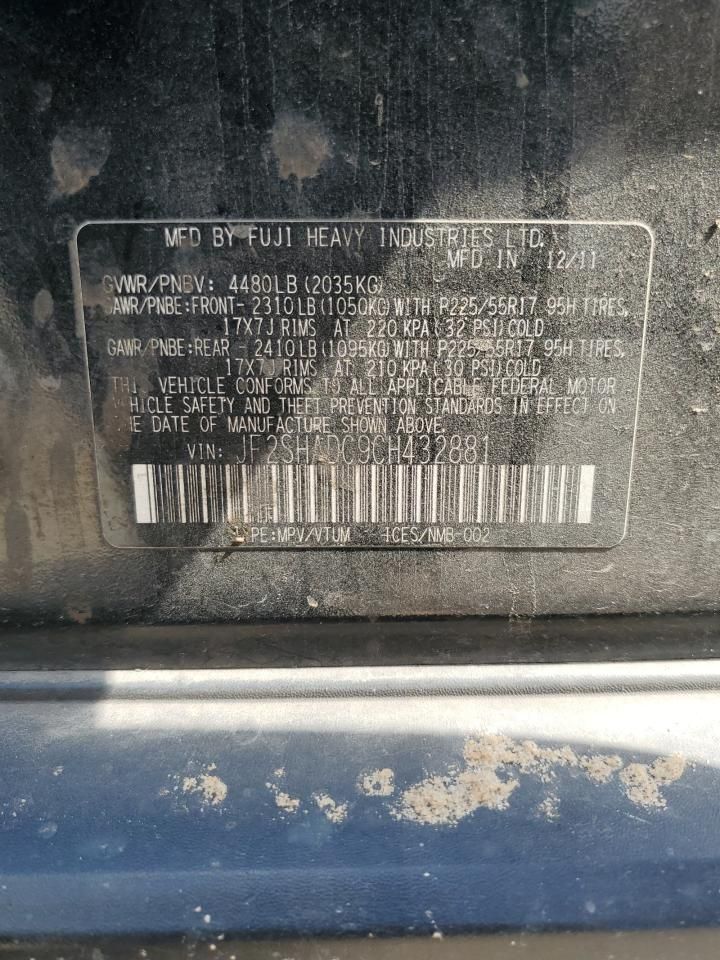 MFD BY FUJI HEAVY INDUSTRIES LTD.
MFD IN 12/11
GVWR/PNBV: 4480LB (2035KG)
GAWR/PNBE:FRONT- 2310LB(1050KG)WITH P225/55R17 95H TIRES,
17X7J RIMS AT 220 KPA(32 PSI)COLD
GAWR/PNBE:REAR - 2410LB(1095KG)WITH P225/55R17 95H TIRES,
17X7J RIMS AT 210 KPA(30 PSI)COLD
THIS VEHICLE CONFORMS TO ALL APPLICABLE FEDERAL MOTOR
VEHICLE SAFETY AND THEFT PREVENTION STANDARDS IN EFFECT ON
THE DATE OF MANUFACTURE SHOWN ABOVE.
VIN: JF2SHADC9CH432881
TYPE:MPV/VTUM ICES/NMB-002